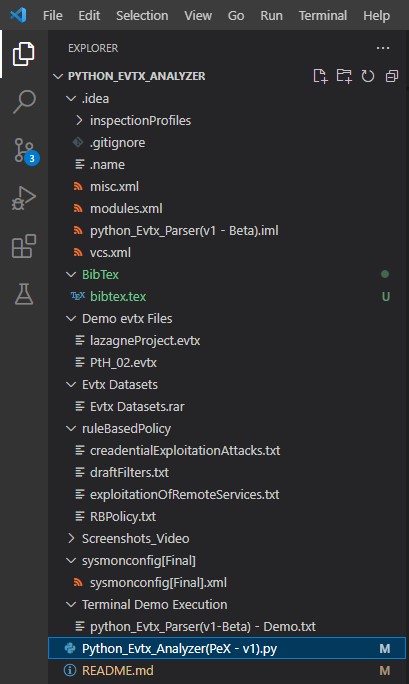 File Edit Selection View Go Run Terminal Help
EXPLORER
PYTHON_EVTX_ANALYZER
.idea
inspectionProfiles
.gitignore
.name
misc.xml
modules.xml
python_Evtx_Parser(v1 - Beta).iml
vcs.xml
BibTex
TEX bibtex.tex U
Demo evtx Files
lazagneProject.evtx
PtH_02.evtx
Evtx Datasets
Evtx Datasets.rar
ruleBasedPolicy
creadentialExploitationAttacks.txt
draftFilters.txt
exploitationOfRemoteServices.txt
RBPolicy.txt
Screenshots_Video
sysmonconfig[Final]
sysmonconfig[Final].xml
Terminal Demo Execution
python_Evtx_Parser(v1-Beta) - Demo.txt
Python_Evtx_Analyzer(PeX - v1).py M
README.md M
3